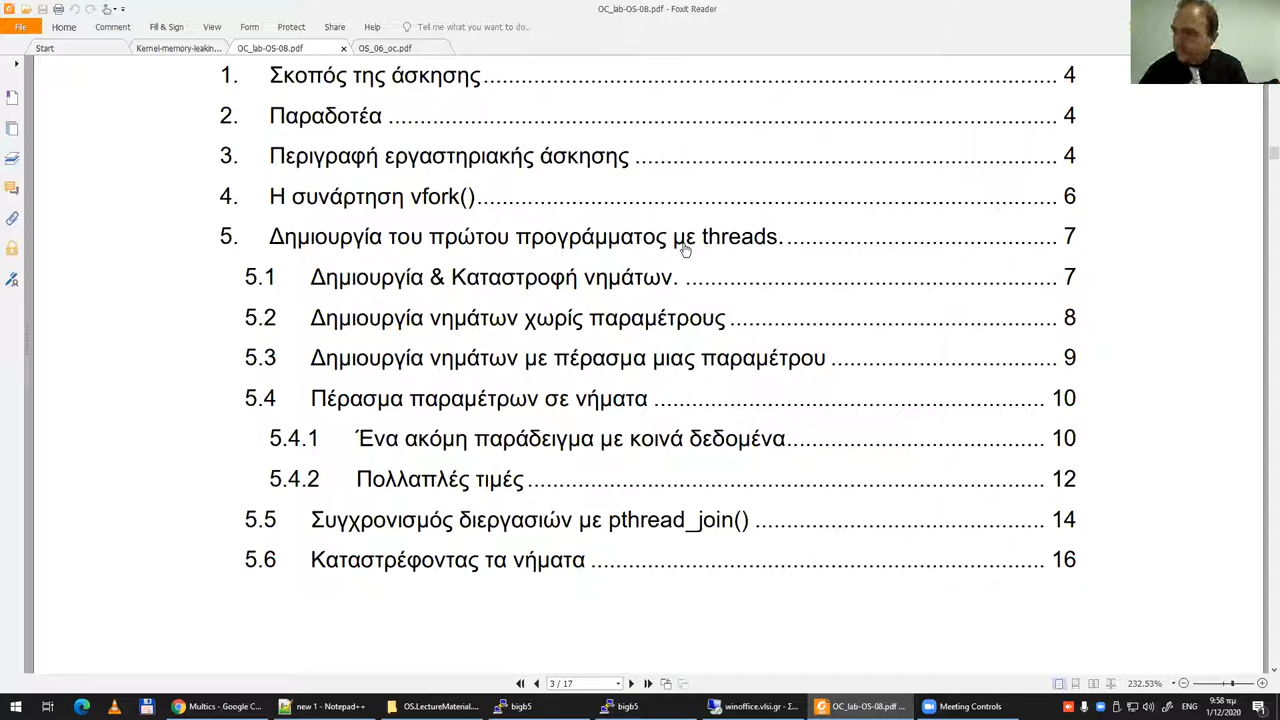 OC_lab-OS-08.pdf - Foxit Reader
File Home Comment Fill & Sign View Form Protect Share Help Tell me what you want to do..
Start Kernel-memory-leakin... OC_lab-OS-08.pdf OS_06_oc.pdf
1. Σκοπός της άσκησης 4
2. Παραδοτέα 4
3. Περιγραφή εργαστηριακής άσκησης 4
4. Η συνάρτηση vfork() 6
5. Δημιουργία του πρώτου προγράμματος με threads. 7
5.1 Δημιουργία & Καταστροφή νημάτων. 7
5.2 Δημιουργία νημάτων χωρίς παραμέτρους 8
5.3 Δημιουργία νημάτων με πέρασμα μιας παραμέτρου 9
5.4 Πέρασμα παραμέτρων σε νήματα 10
5.4.1 Ένα ακόμη παράδειγμα με κοινά δεδομένα 10
5.4.2 Πολλαπλές τιμές 12
5.5 Συγχρονισμός διεργασιών με pthread_join() 14
5.6 Καταστρέφοντας τα νήματα 16
3 / 17 232.53%
Multics - Google C... new 1 - Notepad++ OS.LectureMaterial... bigb5 bigb5 winoffice.vlsi.gr - Σ... OC_lab-OS-08.pdf ... Meeting Controls
9:58 πμ
1/12/2020